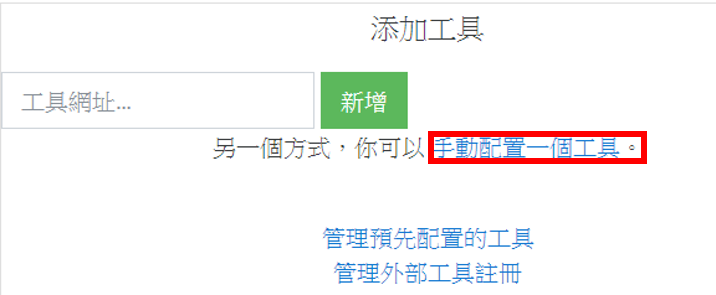 添加工具
工具網址...
新增
另一個方式，你可以 手動配置一個工具。
管理預先配置的工具
管理外部工具註冊